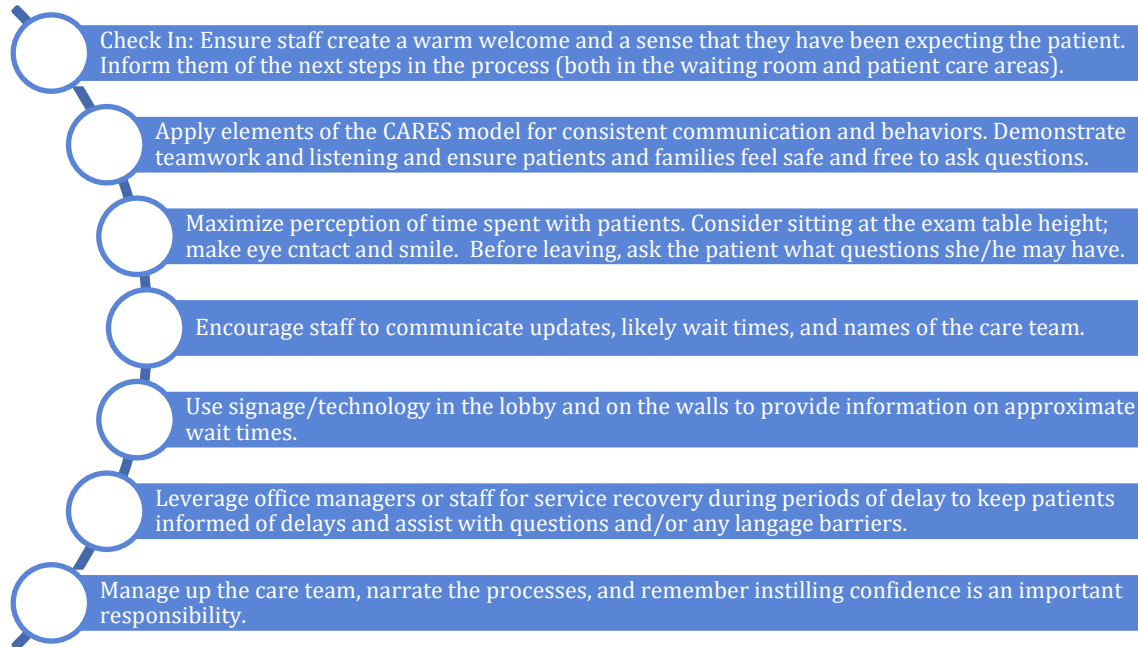 Check In: Ensure staff create a warm welcome and a sense that they have been expecting the patient.
Inform them of the next steps in the process (both in the waiting room and patient care areas).
Apply elements of the CARES model for consistent communication and behaviors. Demonstrate
teamwork and listening and ensure patients and families feel safe and free to ask questions.
Maximize perception of time spent with patients. Consider sitting at the exam table height;
make eye cntact and smile.  Before leaving, ask the patient what questions she/he may have.
Encourage staff to communicate updates, likely wait times, and names of the care team.
Use signage/technology in the lobby and on the walls to provide information on approximate
wait times.
Leverage office managers or staff for service recovery during periods of delay to keep patients
informed of delays and assist with questions and/or any langage barriers.
Manage up the care team, narrate the processes, and remember instilling confidence is an important
responsibility.